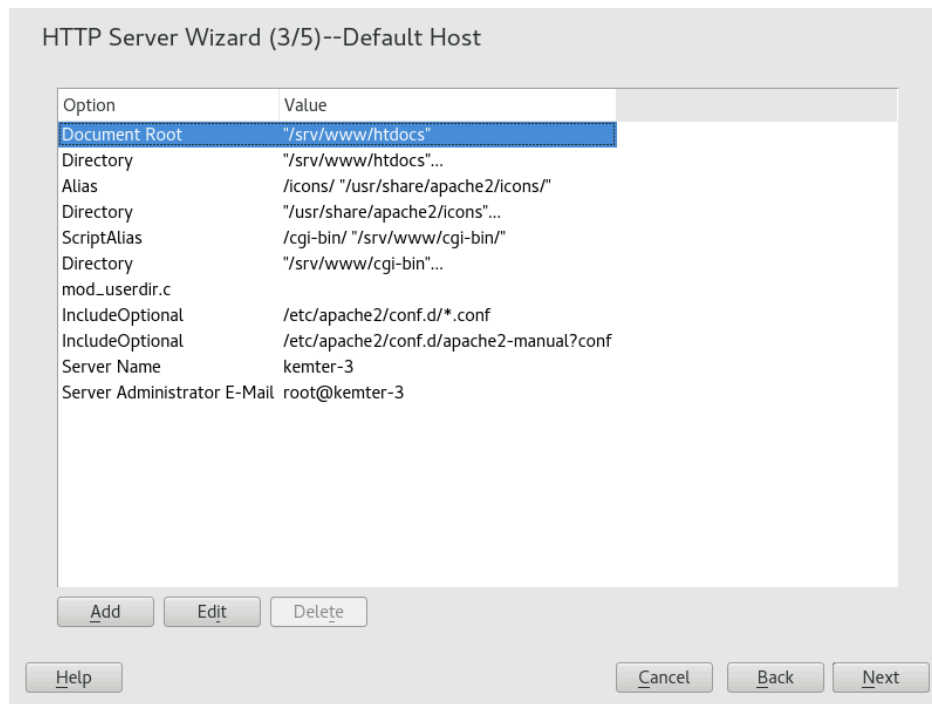 HTTP Server Wizard (3/5)--Default Host
Option Value
Document Root "/srv/www/htdocs"
Directory "/srv/www/htdocs"...
Alias /icons/ "/usr/share/apache2/icons/"
Directory "/usr/share/apache2/icons"...
ScriptAlias /cgi-bin/ "/srv/www/cgi-bin/"
Directory "/srv/www/cgi-bin"...
mod_userdir.c
IncludeOptional /etc/apache2/conf.d/*.conf
IncludeOptional /etc/apache2/conf.d/apache2-manual?conf
Server Name kemter-3
Server Administrator E-Mail root@kemter-3
Add Edit Delete
Help Cancel Back Next